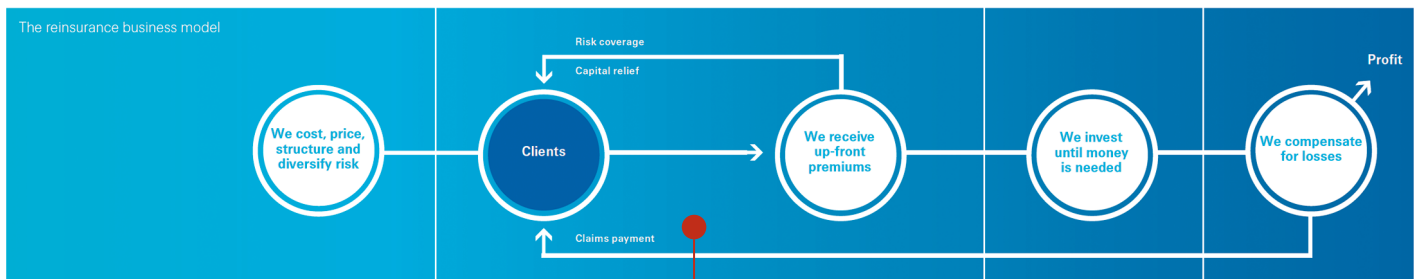 The reinsurance business model
Risk coverage
Capital relief
Profit
We cost, price,
structure and
diversify risk
Clients
We receive
up-front
premiums
We invest
until money
is needed
We compensate
for losses
Claims payment